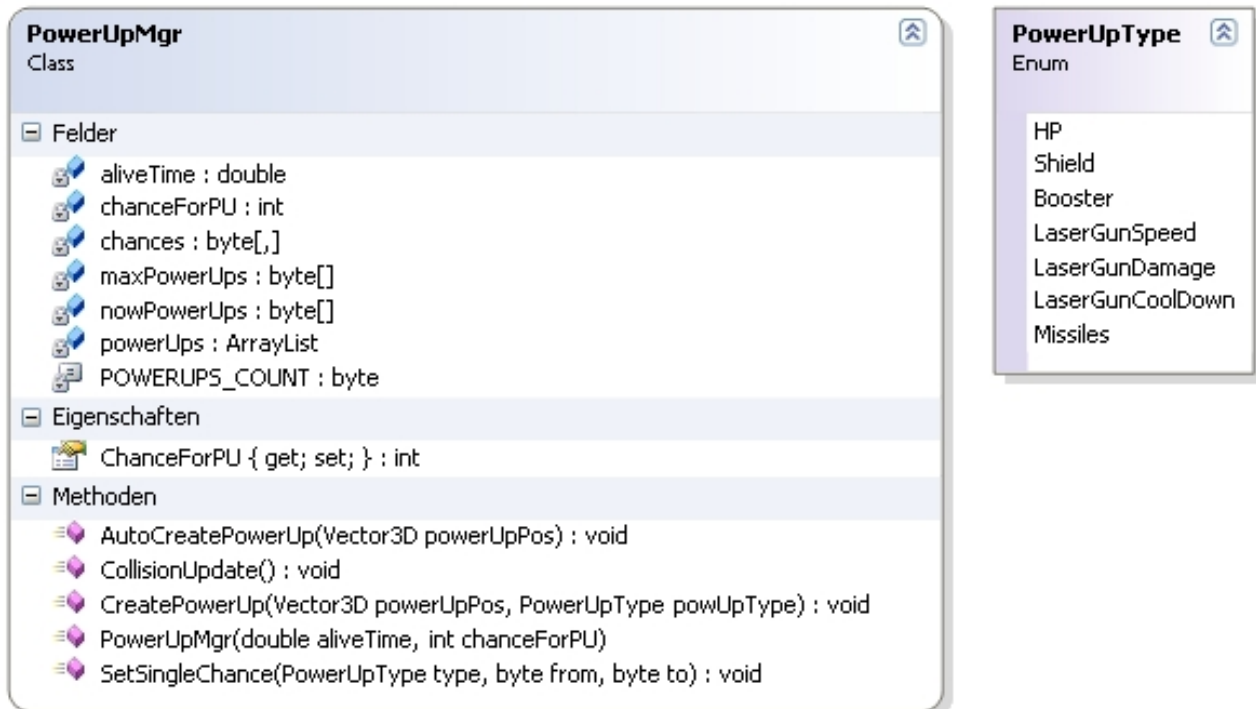 PowerUpMgr
Class
Felder
aliveTime : double
chanceForPU : int
chances : byte[,]
maxPowerUps : byte[]
nowPowerUps : byte[]
powerUps : ArrayList
POWERUPS_COUNT : byte
Eigenschaften
ChanceForPU { get; set; } : int
Methoden
AutoCreatePowerUp(Vector3D powerUpPos) : void
CollisionUpdate() : void
CreatePowerUp(Vector3D powerUpPos, PowerUpType powUpType) : void
PowerUpMgr(double aliveTime, int chanceForPU)
SetSingleChance(PowerUpType type, byte from, byte to) : void
PowerUpType
Enum
HP
Shield
Booster
LaserGunSpeed
LaserGunDamage
LaserGunCoolDown
Missiles